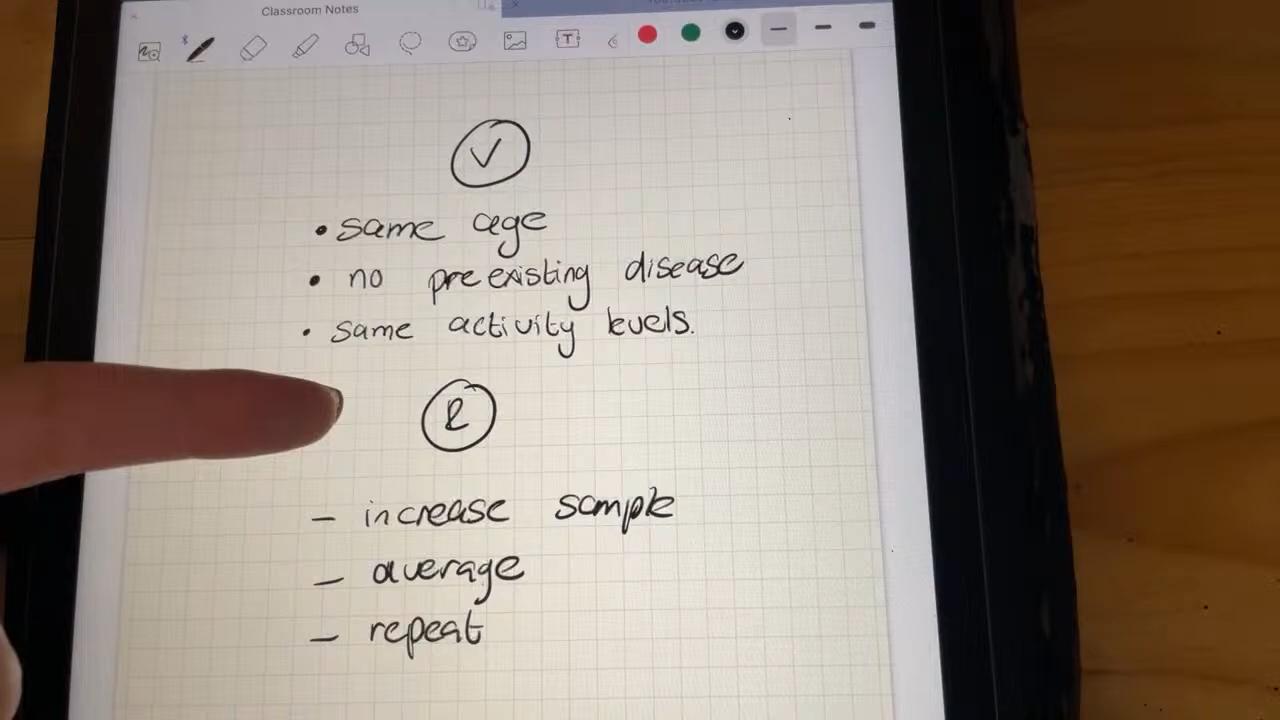 Classroom Notes
T
V
• same age
• no preexisting disease
• same activity levels.
R
– increase sample
– average
– repeat